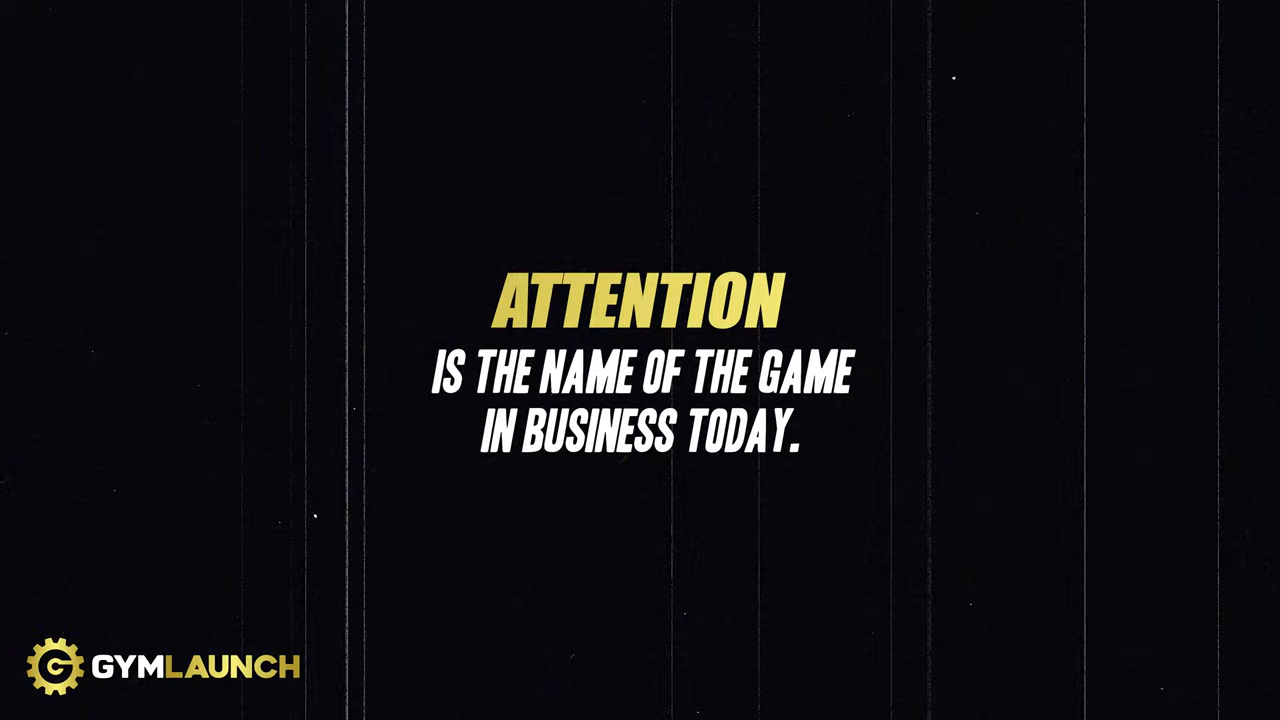 ATTENTION
IS THE NAME OF THE GAME
IN BUSINESS TODAY.
G GYMLAUNCH